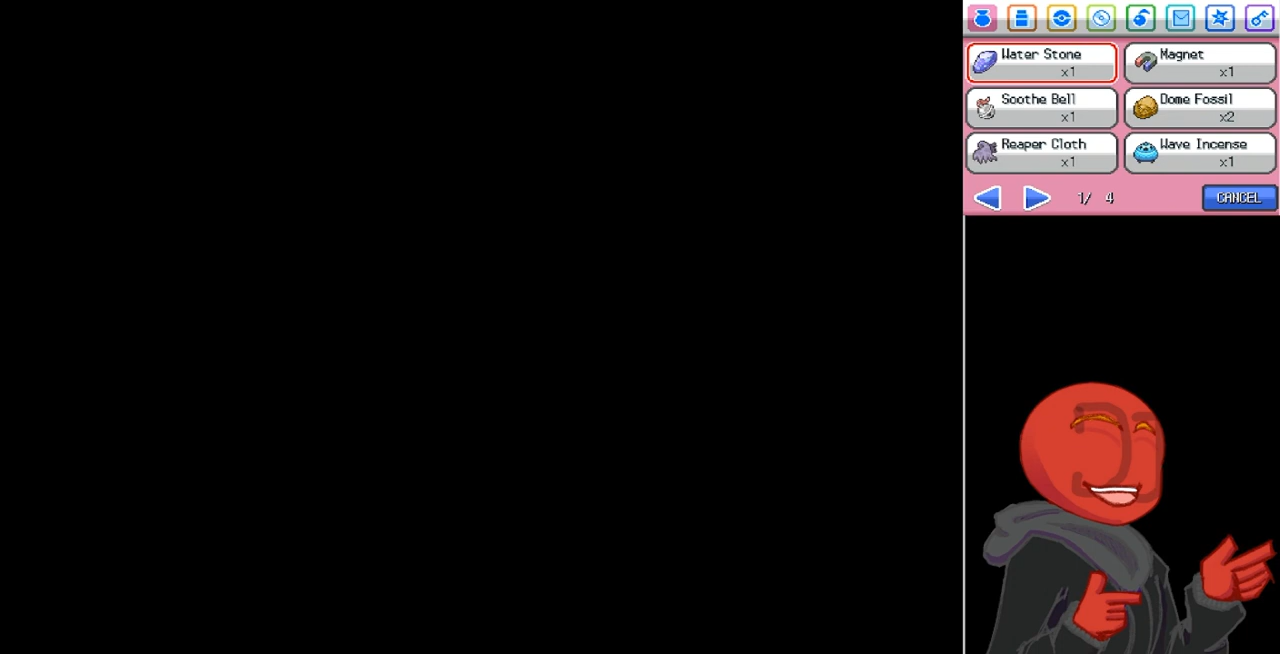 Water Stone
x1
Magnet
x1
Soothe Bell
x1
Dome Fossil
x2
Reaper Cloth
x1
Wave Incense
x1
1/ 4
CANCEL